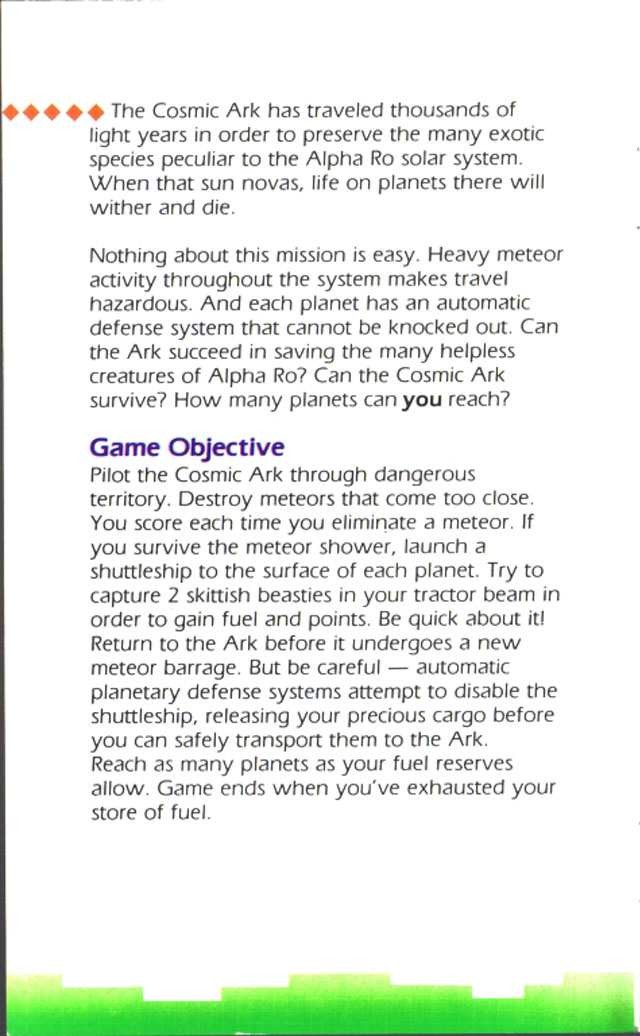 The Cosmic Ark has traveled thousands of
light years in order to preserve the many exotic
species peculiar to the Alpha Ro solar system.
When that sun novas, life on planets there will
wither and die.
Nothing about this mission is easy. Heavy meteor
activity throughout the system makes travel
hazardous. And each planet has an automatic
defense system that cannot be knocked out. Can
the Ark succeed in saving the many helpless
creatures of Alpha Ro? Can the Cosmic Ark
survive? How many planets can you reach?
Game Objective
Pilot the Cosmic Ark through dangerous
territory. Destroy meteors that come too close.
You score each time you eliminate a meteor. If
you survive the meteor shower, launch a
shuttleship to the surface of each planet. Try to
capture 2 skittish beasties in your tractor beam in
order to gain fuel and points. Be quick about it!
Return to the Ark before it undergoes a new
meteor barrage. But be careful — automatic
planetary defense systems attempt to disable the
shuttleship, releasing your precious cargo before
you can safely transport them to the Ark.
Reach as many planets as your fuel reserves
allow. Game ends when you've exhausted your
store of fuel.